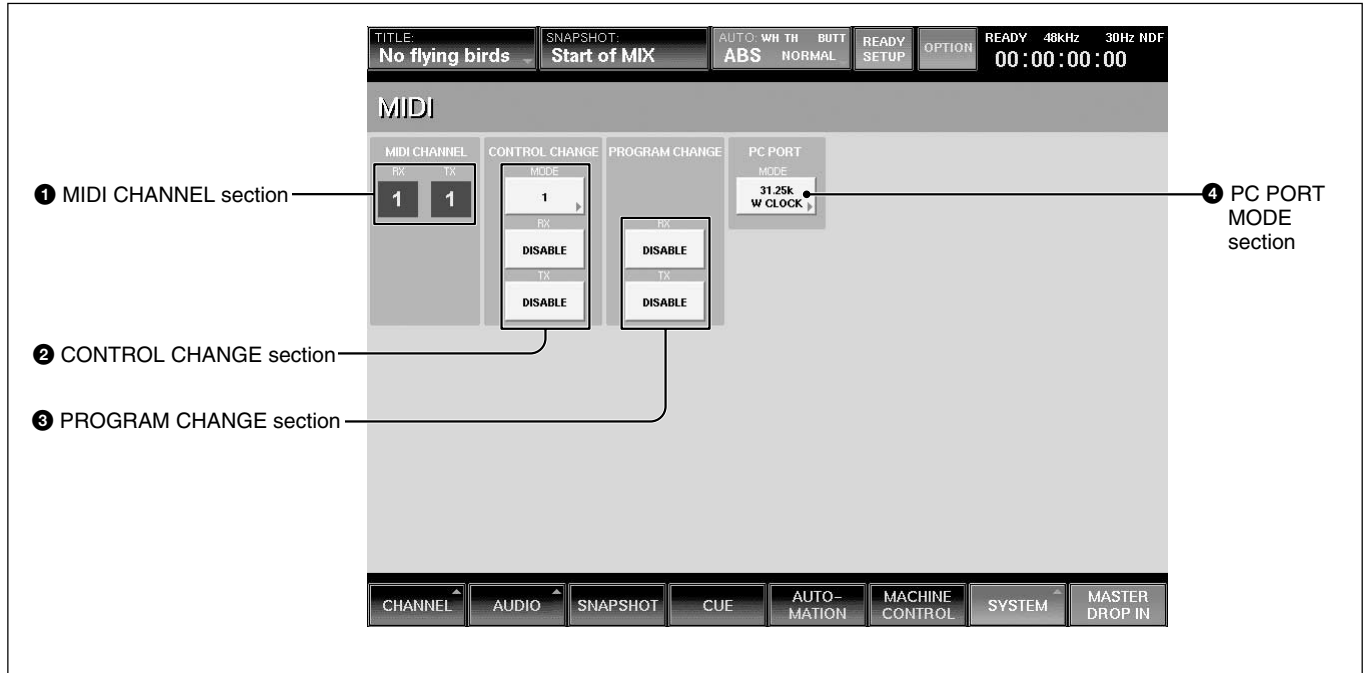 TITLE:
No flying birds
SNAPSHOT:
Start of MIX
AUTO: WH TH BUTT
ABS NORMAL
READY
SETUP
OPTION
READY 48kHz 30Hz NDF
00:00:00:00
MIDI
MIDI CHANNEL
RX TX
1 1
CONTROL CHANGE
MODE
1
RX
DISABLE
TX
DISABLE
PROGRAM CHANGE
RX
DISABLE
TX
DISABLE
PC PORT
MODE
31.25k
W CLOCK
❶ MIDI CHANNEL section
❷ CONTROL CHANGE section
❸ PROGRAM CHANGE section
❹ PC PORT
MODE
section
CHANNEL
AUDIO
SNAPSHOT
CUE
AUTO-
MATION
MACHINE
CONTROL
SYSTEM
MASTER
DROP IN